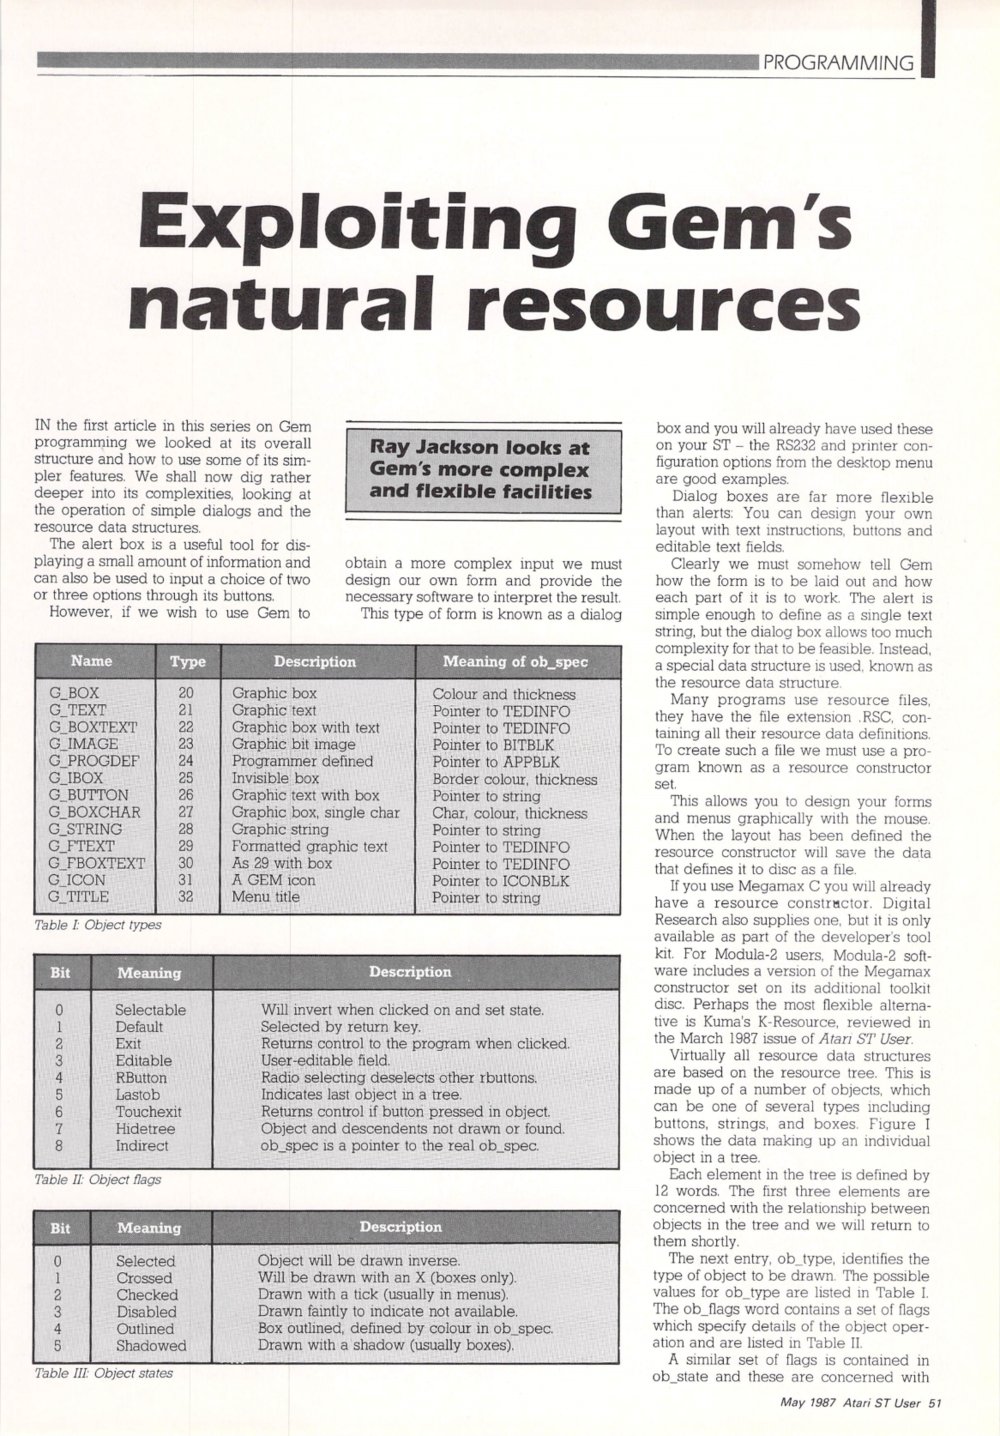 PROGRAMMING
Exploiting Gem's
natural resources
IN the first article in this series on Gem
programming we looked at its overall
structure and how to use some of its sim-
pler features. We shall now dig rather
deeper into its complexities, looking at
the operation of simple dialogs and the
resource data structures.
The alert box is a useful tool for dis-
playing a small amount of information and
can also be used to input a choice of two
or three options through its buttons.
However, if we wish to use Gem to
Ray Jackson looks at
Gem's more complex
and flexible facilities
obtain a more complex input we must
design our own form and provide the
necessary software to interpret the result.
This type of form is known as a dialog
Name Type Description Meaning of ob_spec
G_BOX 20 Graphic box Colour and thickness
G_TEXT 21 Graphic text Pointer to TEDINFO
G_BOXTEXT 22 Graphic box with text Pointer to TEDINFO
G_IMAGE 23 Graphic bit image Pointer to BITBLK
G_PROGDEF 24 Programmer defined Pointer to APPBLK
G_IBOX 25 Invisible box Border colour, thickness
G_BUTTON 26 Graphic text with box Pointer to string
G_BOXCHAR 27 Graphic box, single char Char, colour, thickness
G_STRING 28 Graphic string Pointer to string
G_FTEXT 29 Formatted graphic text Pointer to TEDINFO
G_FBOXTEXT 30 As 29 with box Pointer to TEDINFO
G_ICON 31 A GEM icon Pointer to ICONBLK
G_TITLE 32 Menu title Pointer to string
Table I: Object types
Bit Meaning Description
0 Selectable Will invert when clicked on and set state.
1 Default Selected by return key.
2 Exit Returns control to the program when clicked.
3 Editable User-editable field.
4 RButton Radio selecting deselects other rbuttons.
5 Lastob Indicates last object in a tree.
6 Touchexit Returns control if button pressed in object.
7 Hidetree Object and descendents not drawn or found.
8 Indirect ob_spec is a pointer to the real ob_spec.
Table II: Object flags
Bit Meaning Description
0 Selected Object will be drawn inverse.
1 Crossed Will be drawn with an X (boxes only).
2 Checked Drawn with a tick (usually in menus).
3 Disabled Drawn faintly to indicate not available.
4 Outlined Box outlined, defined by colour in ob_spec.
5 Shadowed Drawn with a shadow (usually boxes).
Table III: Object states
box and you will already have used these
on your ST – the RS232 and printer con-
figuration options from the desktop menu
are good examples.
Dialog boxes are far more flexible
than alerts: You can design your own
layout with text instructions, buttons and
editable text fields.
Clearly we must somehow tell Gem
how the form is to be laid out and how
each part of it is to work. The alert is
simple enough to define as a single text
string, but the dialog box allows too much
complexity for that to be feasible. Instead,
a special data structure is used, known as
the resource data structure.
Many programs use resource files,
they have the file extension .RSC, con-
taining all their resource data definitions.
To create such a file we must use a pro-
gram known as a resource constructor
set.
This allows you to design your forms
and menus graphically with the mouse.
When the layout has been defined the
resource constructor will save the data
that defines it to disc as a file.
If you use Megamax C you will already
have a resource constructor. Digital
Research also supplies one, but it is only
available as part of the developer's tool
kit. For Modula-2 users, Modula-2 soft-
ware includes a version of the Megamax
constructor set on its additional toolkit
disc. Perhaps the most flexible alterna-
tive is Kuma's K-Resource, reviewed in
the March 1987 issue of Atari ST User.
Virtually all resource data structures
are based on the resource tree. This is
made up of a number of objects, which
can be one of several types including
buttons, strings, and boxes. Figure I
shows the data making up an individual
object in a tree.
Each element in the tree is defined by
12 words. The first three elements are
concerned with the relationship between
objects in the tree and we will return to
them shortly.
The next entry, ob_type, identifies the
type of object to be drawn. The possible
values for ob_type are listed in Table I.
The ob_flags word contains a set of flags
which specify details of the object oper-
ation and are listed in Table II.
A similar set of flags is contained in
ob_state and these are concerned with
May 1987 Atari ST User 51